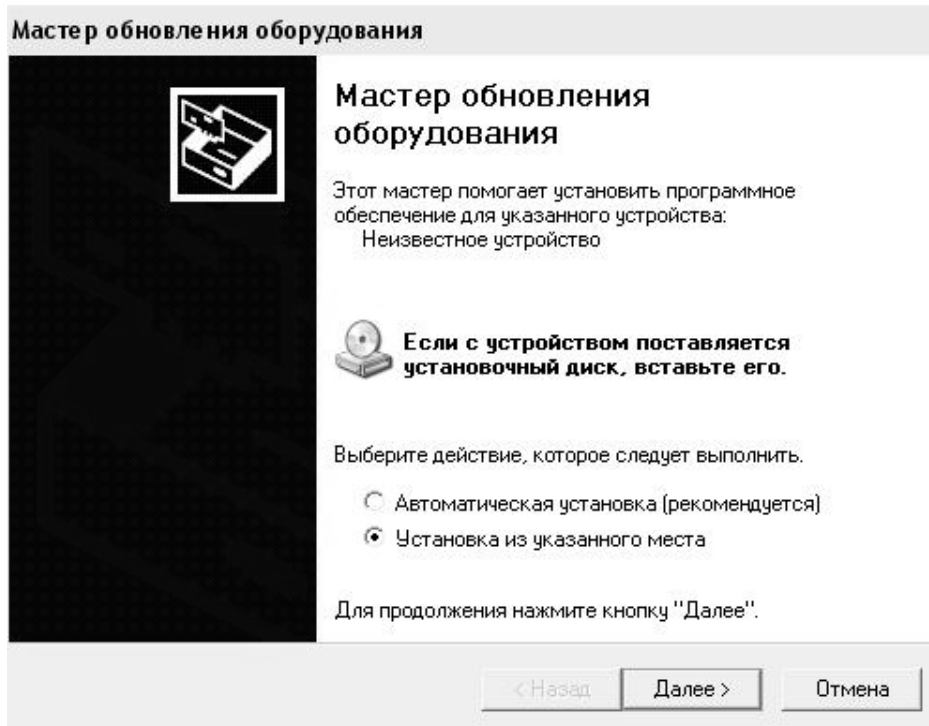 Мастер обновления оборудования
Мастер обновления
оборудования
Этот мастер помогает установить программное
обеспечение для указанного устройства:
Неизвестное устройство
Если с устройством поставляется
установочный диск, вставьте его.
Выберите действие, которое следует выполнить.
Автоматическая установка (рекомендуется)
Установка из указанного места
Для продолжения нажмите кнопку "Далее".
< Назад Далее > Отмена